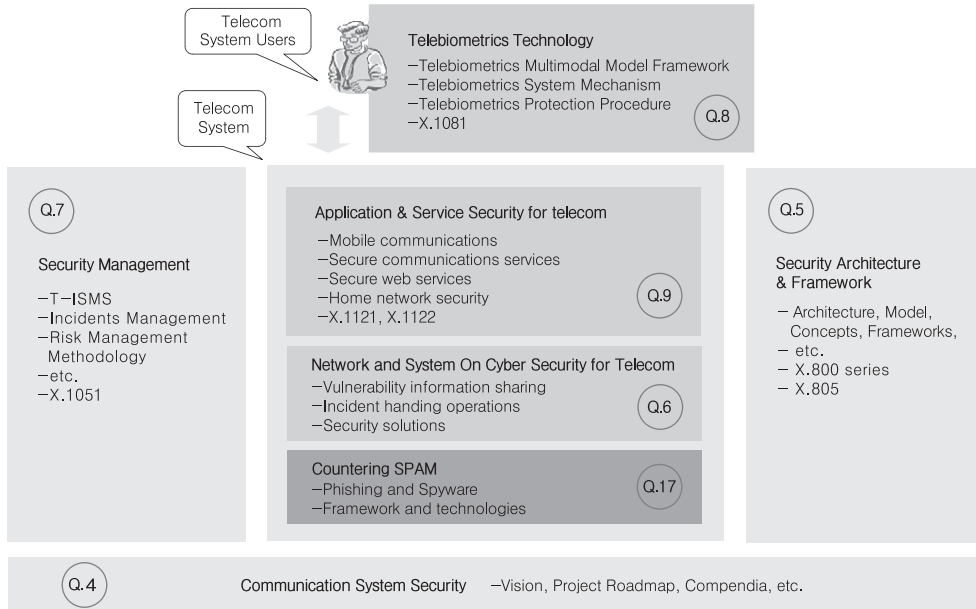 Telecom
System Users
Telecom
System
Telebiometrics Technology
–Telebiometrics Multimodal Model Framework
–Telebiometrics System Mechanism
–Telebiometrics Protection Procedure
–X.1081
Q.8
Q.7
Security Management
–T–ISMS
–Incidents Management
–Risk Management
Methodology
–etc.
–X.1051
Application & Service Security for telecom
–Mobile communications
–Secure communications services
–Secure web services
–Home network security
–X.1121, X.1122
Q.9
Network and System On Cyber Security for Telecom
–Vulnerability information sharing
–Incident handing operations
–Security solutions
Q.6
Countering SPAM
–Phishing and Spyware
–Framework and technologies
Q.17
Q.5
Security Architecture
& Framework
– Architecture, Model,
Concepts, Frameworks,
– etc.
– X.800 series
– X.805
Q.4
Communication System Security –Vision, Project Roadmap, Compendia, etc.